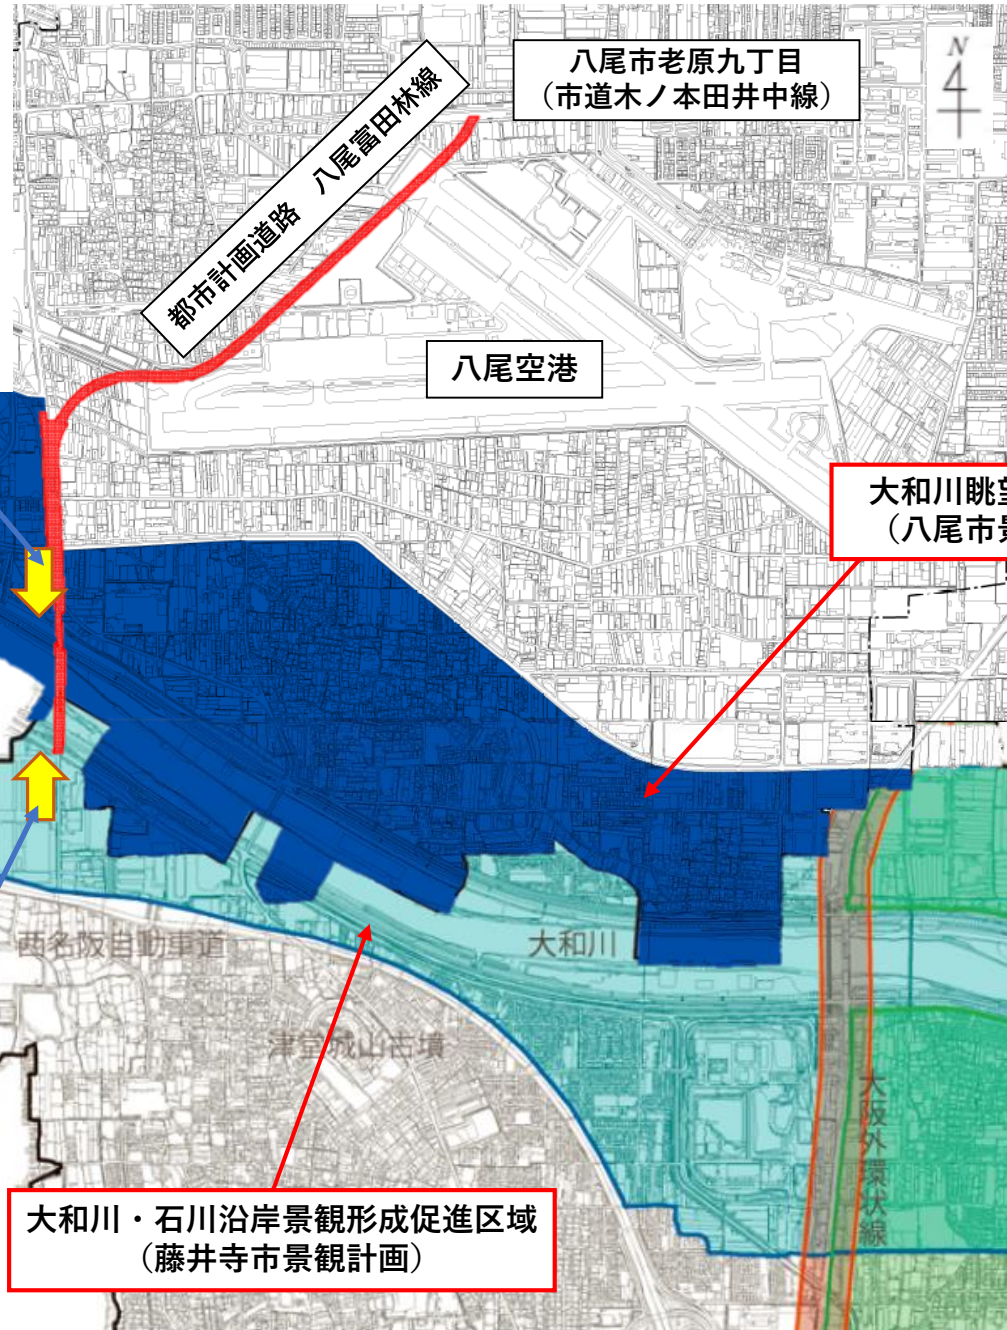 八尾市老原九丁目
（市道木ノ本田井中線）
N
都市計画道路　八尾富田林線
八尾空港
大和川眺望
（八尾市景
西名阪自動車道
大和川
津堂城山古墳
大阪外環状線
大和川・石川沿岸景観形成促進区域
（藤井寺市景観計画）